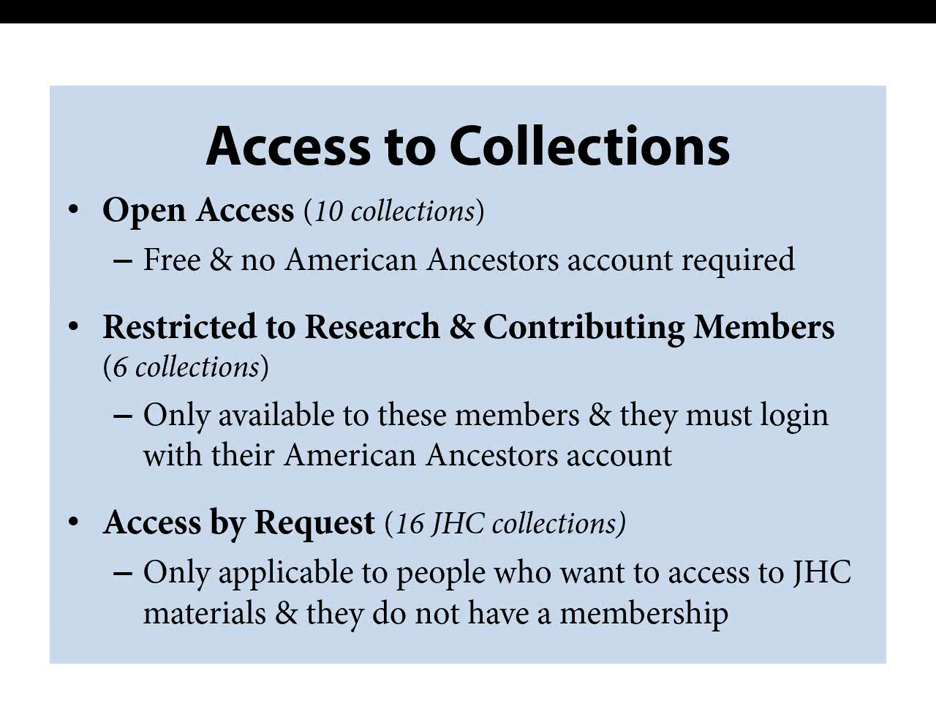 Access to Collections
• Open Access (10 collections)
– Free & no American Ancestors account required
• Restricted to Research & Contributing Members
(6 collections)
– Only available to these members & they must login
with their American Ancestors account
• Access by Request (16 JHC collections)
– Only applicable to people who want to access to JHC
materials & they do not have a membership